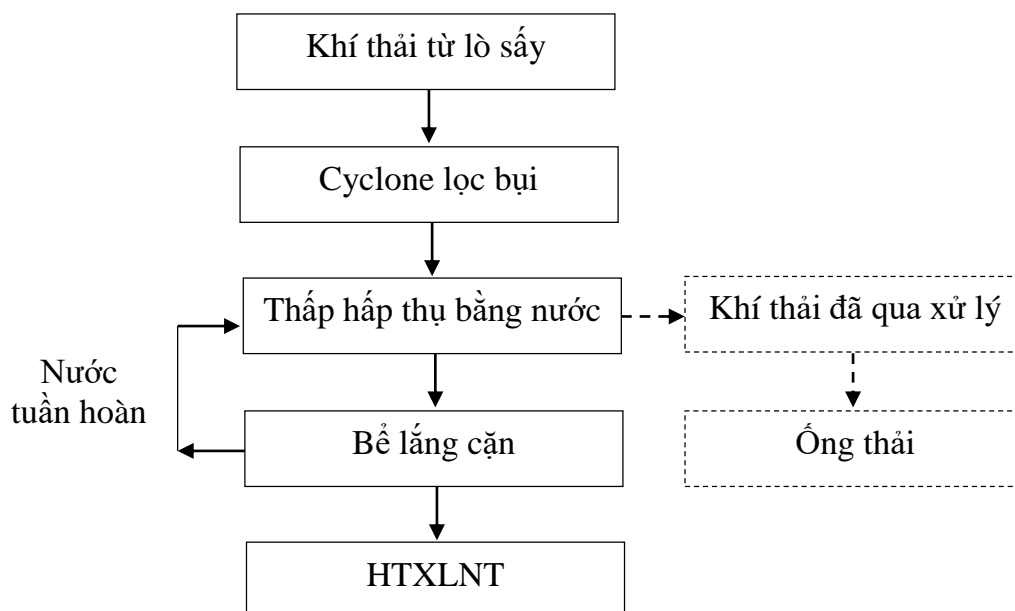 Khí thải từ lò sấy
Cyclone lọc bụi
Thấp hấp thụ bằng nước
Khí thải đã qua xử lý
Nước
tuần hoàn
Bể lắng cặn
Ống thải
HTXLNT